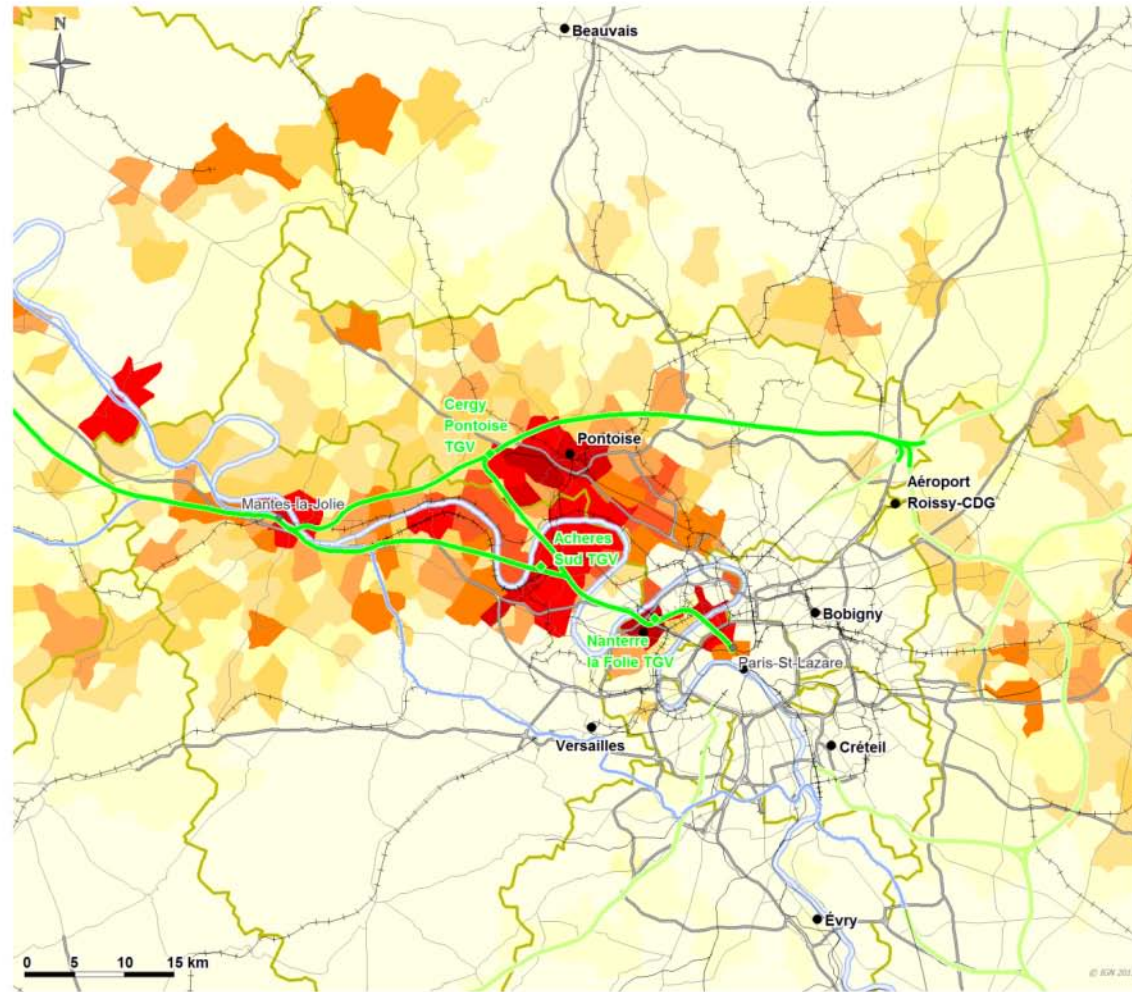 N
Beauvais
Cergy
Pontoise
TGV
Pontoise
Aéroport
Roissy-CDG
Mantes-la-Jolie
Achères
Sud TGV
Bobigny
Nanterre
la Folie TGV
Paris-St-Lazare
Versailles
Créteil
Évry
0 5 10 15 km